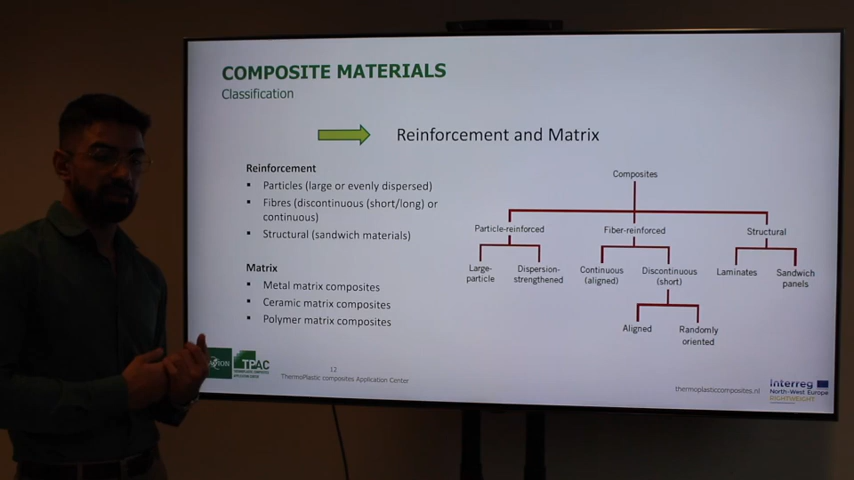 COMPOSITE MATERIALS
Classification
Reinforcement and Matrix
Reinforcement
▪ Particles (large or evenly dispersed)
▪ Fibres (discontinuous (short/long) or
continuous)
▪ Structural (sandwich materials)
Matrix
▪ Metal matrix composites
▪ Ceramic matrix composites
▪ Polymer matrix composites
Composites
Particle-reinforced
Fiber-reinforced
Structural
Large-
particle
Dispersion-
strengthened
Continuous
(aligned)
Discontinuous
(short)
Laminates
Sandwich
panels
Aligned
Randomly
oriented
TPAC
12
ThermoPlastic composites Application Center
thermoplasticcomposites.nl
Interreg
North-West Europe
RIGHTWEIGHT